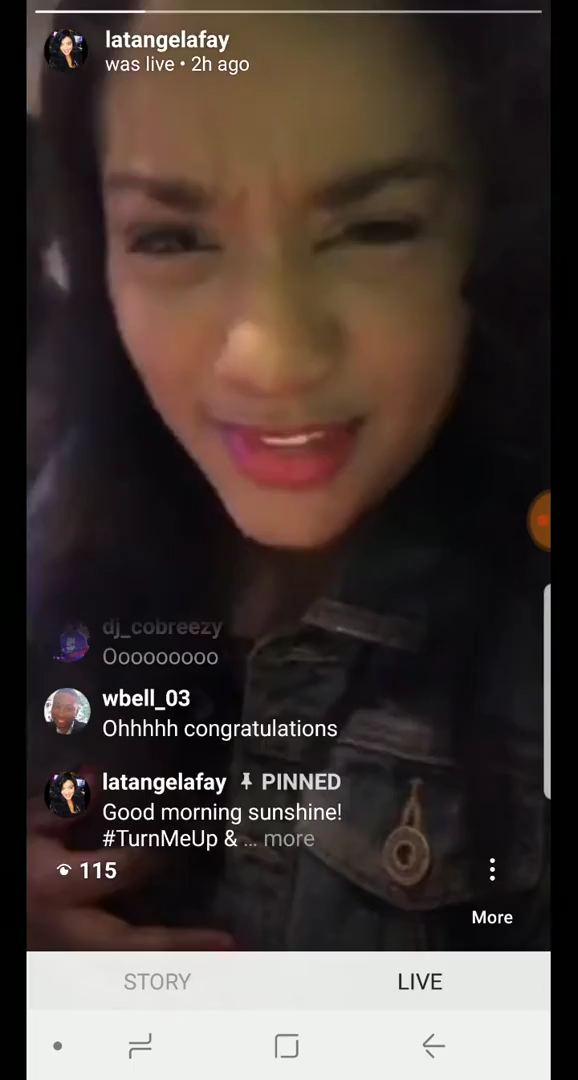 latangelafay
was live • 2h ago
dj_cobreezy
Ooooooooo
wbell_03
Ohhhhh congratulations
latangelafay PINNED
Good morning sunshine!
#TurnMeUp & ... more
115
More
STORY LIVE